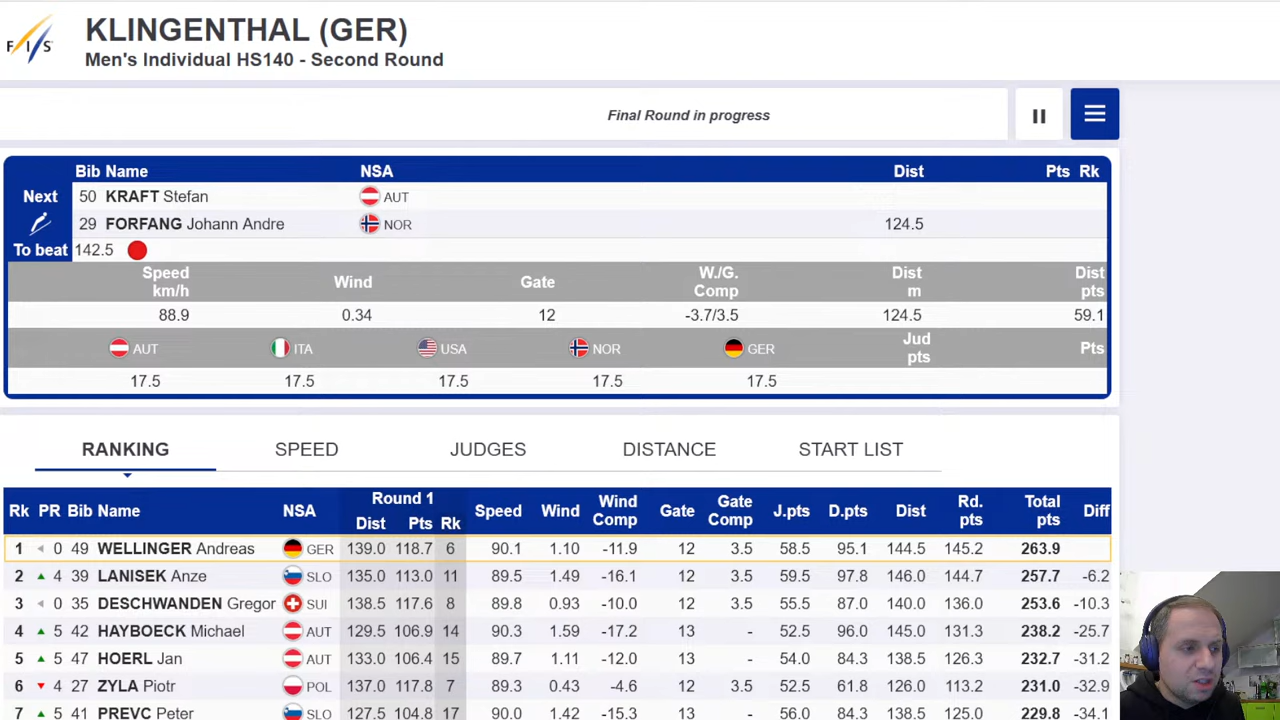 FIS
KLINGENTHAL (GER)
Men's Individual HS140 - Second Round
Final Round in progress
Bib Name NSA Dist Pts Rk
Next 50 KRAFT Stefan AUT
29 FORFANG Johann Andre NOR 124.5
To beat 142.5
Speed km/h Wind Gate W./G. Comp Dist m Dist pts
88.9 0.34 12 -3.7/3.5 124.5 59.1
AUT ITA USA NOR GER Jud pts Pts
17.5 17.5 17.5 17.5 17.5
RANKING SPEED JUDGES DISTANCE START LIST
Rk PR Bib Name NSA Round 1 Dist Pts Rk Speed Wind Wind Comp Gate Gate Comp J.pts D.pts Dist Rd. pts Total pts Diff
1 0 49 WELLINGER Andreas GER 139.0 118.7 6 90.1 1.10 -11.9 12 3.5 58.5 95.1 144.5 145.2 263.9
2 4 39 LANISEK Anze SLO 135.0 113.0 11 89.5 1.49 -16.1 12 3.5 59.5 97.8 146.0 144.7 257.7 -6.2
3 0 35 DESCHWANDEN Gregor SUI 138.5 117.6 8 89.8 0.93 -10.0 12 3.5 55.5 87.0 140.0 136.0 253.6 -10.3
4 5 42 HAYBOECK Michael AUT 129.5 106.9 14 90.3 1.59 -17.2 13 - 52.5 96.0 145.0 131.3 238.2 -25.7
5 5 47 HOERL Jan AUT 133.0 106.4 15 89.7 1.11 -12.0 13 - 54.0 84.3 138.5 126.3 232.7 -31.2
6 4 27 ZYLA Piotr POL 137.0 117.8 7 89.3 0.43 -4.6 12 3.5 52.5 61.8 126.0 113.2 231.0 -32.9
7 5 41 PREVC Peter SLO 127.5 104.8 17 90.0 1.42 -15.3 13 - 56.0 84.3 138.5 125.0 229.8 -34.1